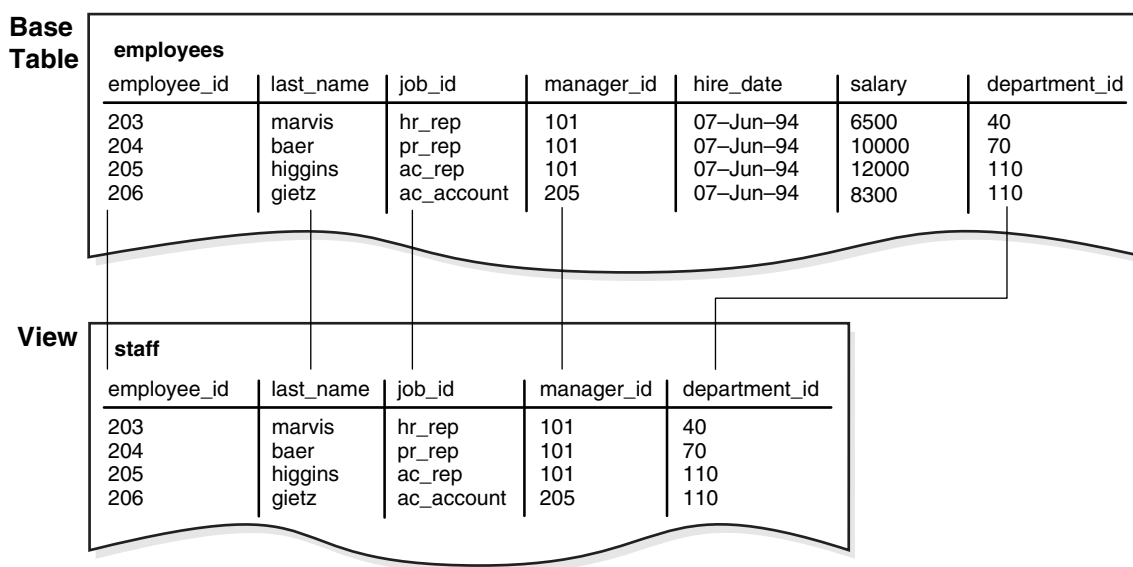 Base
Table
employees
employee_id last_name job_id manager_id hire_date salary department_id
203 marvis hr_rep 101 07–Jun–94 6500 40
204 baer pr_rep 101 07–Jun–94 10000 70
205 higgins ac_rep 101 07–Jun–94 12000 110
206 gietz ac_account 205 07–Jun–94 8300 110
View
staff
employee_id last_name job_id manager_id department_id
203 marvis hr_rep 101 40
204 baer pr_rep 101 70
205 higgins ac_rep 101 110
206 gietz ac_account 205 110